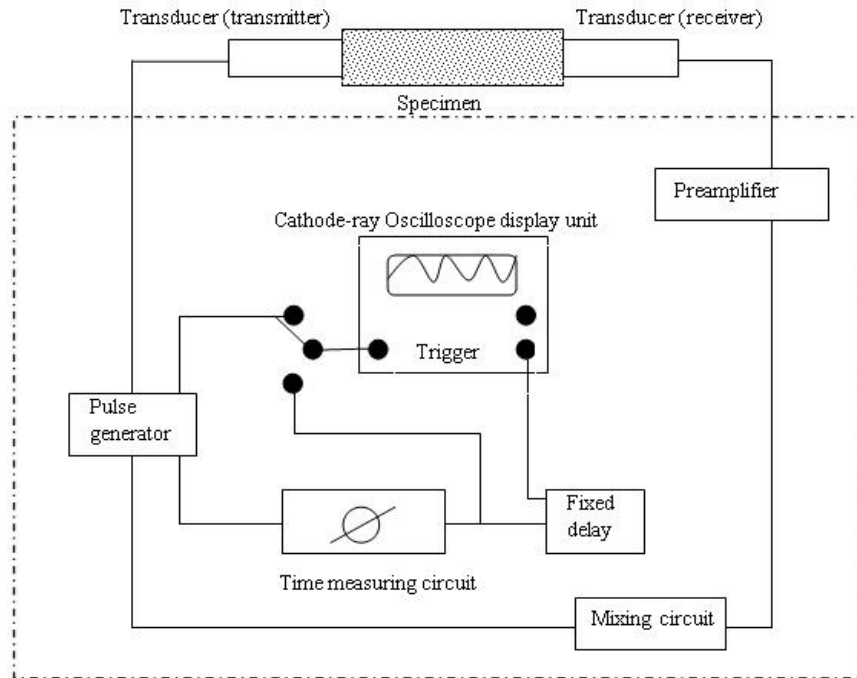 Transducer (transmitter)
Transducer (receiver)
Specimen
Preamplifier
Cathode-ray Oscilloscope display unit
Trigger
Pulse
generator
Fixed
delay
Time measuring circuit
Mixing circuit